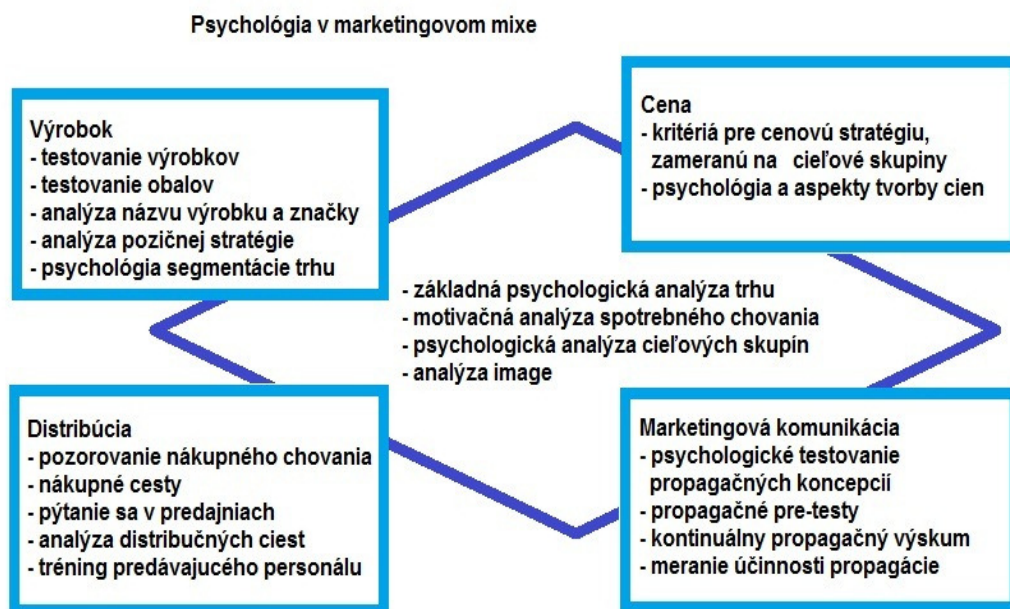 Psychológia v marketingovom mixe
Výrobok
- testovanie výrobkov
- testovanie obalov
- analýza názvu výrobku a značky
- analýza pozičnej stratégie
- psychológia segmentácie trhu
Cena
- kritériá pre cenovú stratégiu,
zameranú na cieľové skupiny
- psychológia a aspekty tvorby cien
- základná psychologická analýza trhu
- motivačná analýza spotrebného chovania
- psychologická analýza cieľových skupín
- analýza image
Distribúcia
- pozorovanie nákupného chovania
- nákupné cesty
- pýtanie sa v predajniach
- analýza distribučných ciest
- tréning predávajucého personálu
Marketingová komunikácia
- psychologické testovanie
propagačných koncepcií
- propagačné pre-testy
- kontinuálny propagačný výskum
- meranie účinnosti propagácie